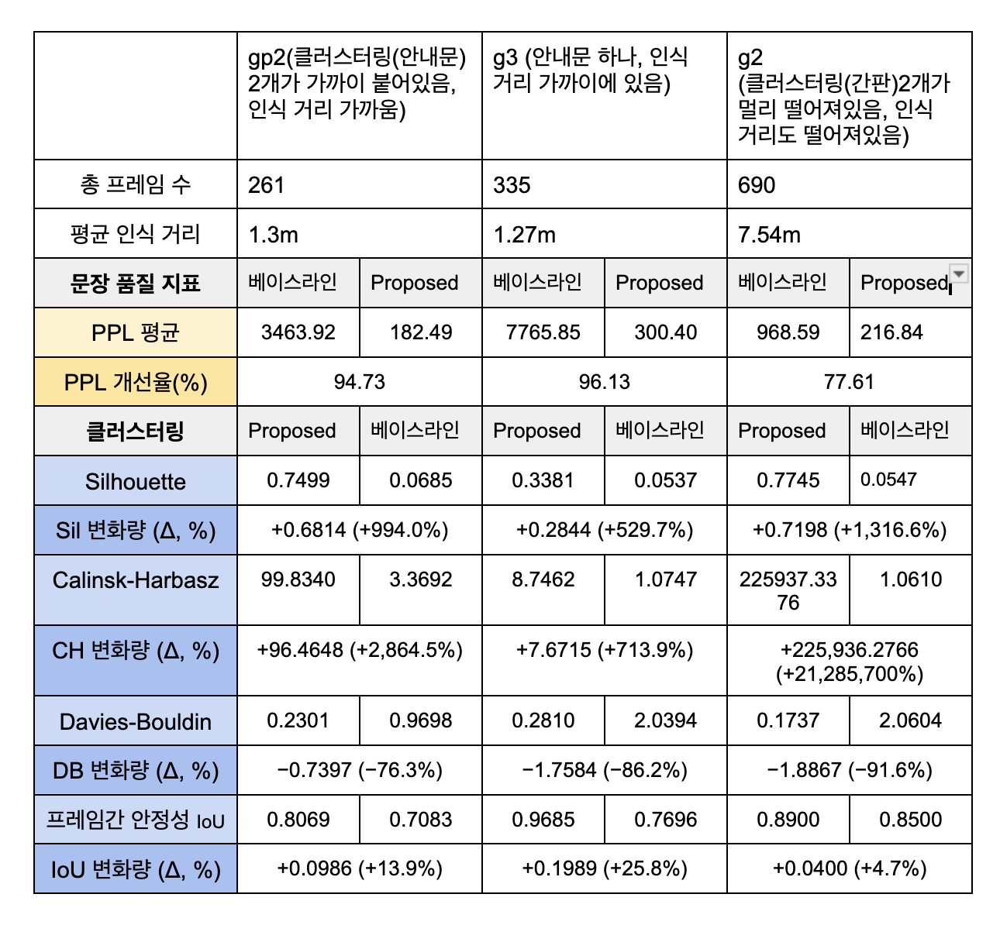 gp2(클러스터링(안내문)
2개가 가까이 붙어있음,
인식 거리 가까움)
g3 (안내문 하나, 인식
거리 가까이에 있음)
g2
(클러스터링(간판)2개가
멀리 떨어져있음, 인식
거리도 떨어져있음)
총 프레임 수 261 335 690
평균 인식 거리 1.3m 1.27m 7.54m
문장 품질 지표 베이스라인 Proposed 베이스라인 Proposed 베이스라인 Proposed
PPL 평균 3463.92 182.49 7765.85 300.40 968.59 216.84
PPL 개선율(%) 94.73 96.13 77.61
클러스터링 Proposed 베이스라인 Proposed 베이스라인 Proposed 베이스라인
Silhouette 0.7499 0.0685 0.3381 0.0537 0.7745 0.0547
Sil 변화량 (Δ, %) +0.6814 (+994.0%) +0.2844 (+529.7%) +0.7198 (+1,316.6%)
Calinsk-Harbasz 99.8340 3.3692 8.7462 1.0747 225937.33
76 1.0610
CH 변화량 (Δ, %) +96.4648 (+2,864.5%) +7.6715 (+713.9%) +225,936.2766
(+21,285,700%)
Davies-Bouldin 0.2301 0.9698 0.2810 2.0394 0.1737 2.0604
DB 변화량 (Δ, %) −0.7397 (−76.3%) −1.7584 (−86.2%) −1.8867 (−91.6%)
프레임간 안정성 IoU 0.8069 0.7083 0.9685 0.7696 0.8900 0.8500
IoU 변화량 (Δ, %) +0.0986 (+13.9%) +0.1989 (+25.8%) +0.0400 (+4.7%)